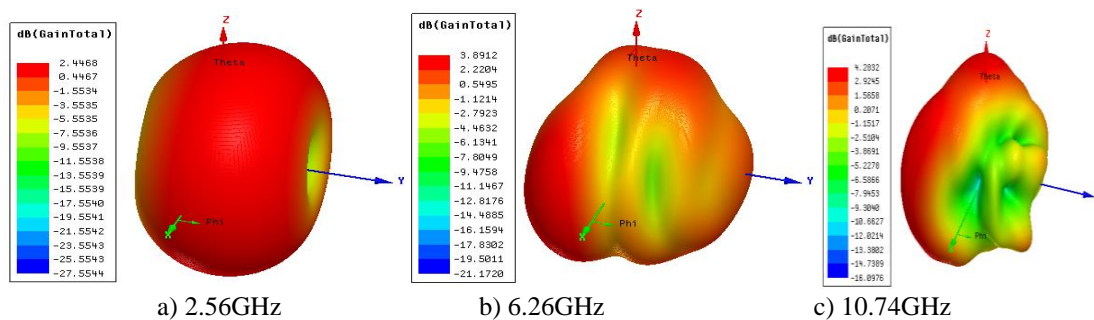 dB(GainTotal)
2.4468
0.4467
-1.5534
-3.5535
-5.5535
-7.5536
-9.5537
-11.5538
-13.5539
-15.5539
-17.5540
-19.5541
-21.5542
-23.5542
-25.5543
-27.5544
Z
Theta
Y
Phi
X
a) 2.56GHz
dB(GainTotal)
3.8912
2.2204
0.5495
-1.1214
-2.7923
-4.4632
-6.1341
-7.8049
-9.4758
-11.1467
-12.8176
-14.4885
-16.1594
-17.8302
-19.5011
-21.1720
Z
Theta
Y
Phi
X
b) 6.26GHz
dB(GainTotal)
4.2832
2.9245
1.5658
0.2071
-1.1517
-2.5104
-3.8691
-5.2278
-6.5866
-7.9453
-9.3040
-10.6627
-12.0214
-13.3802
-14.7389
-16.0976
Z
Theta
Phi
c) 10.74GHz